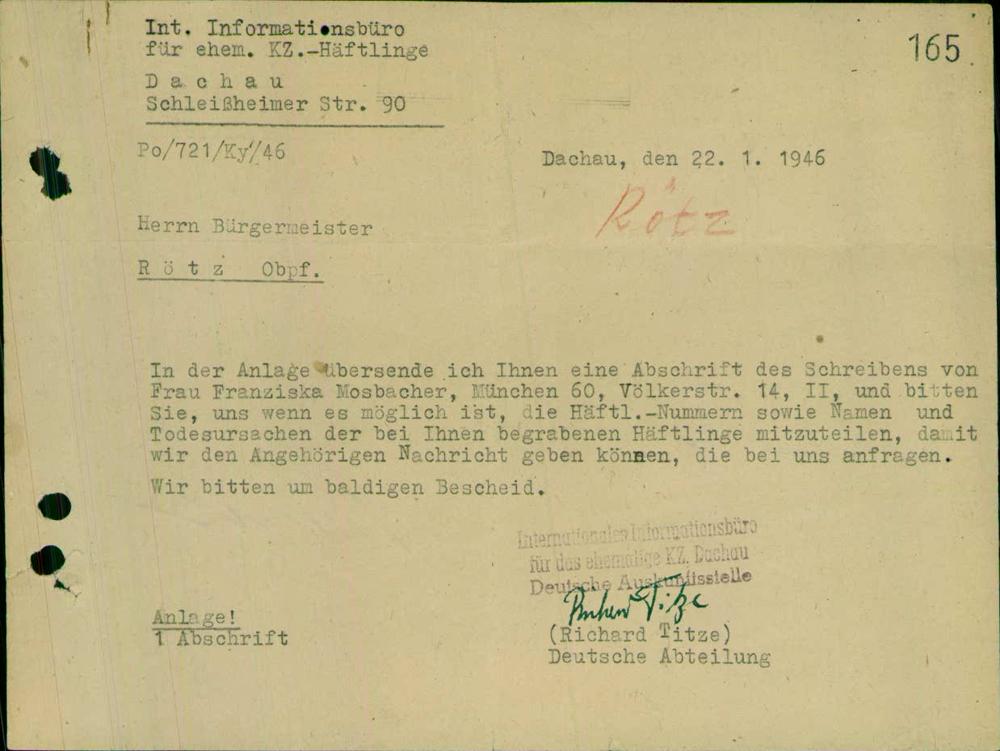 Int. Informationsbüro
für ehem. KZ.-Häftlinge
165
D a c h a u
Schleißheimer Str. 90
Po/721/Ky/46
Dachau, den 22. 1. 1946
Rötz
Herrn Bürgermeister
R ö t z Obpf.
In der Anlage übersende ich Ihnen eine Abschrift des Schreibens von
Frau Franziska Mosbacher, München 60, Völkerstr. 14, II, und bitten
Sie, uns wenn es möglich ist, die Häftl.-Nummern sowie Namen und
Todesursachen der bei Ihnen begrabenen Häftlinge mitzuteilen, damit
wir den Angehörigen Nachricht geben können, die bei uns anfragen.
Wir bitten um baldigen Bescheid.
Internationales Informationsbüro
für das ehemalige KZ. Dachau
Deutsche Auskunftsstelle
Richard Titze
Anlage!
1 Abschrift
(Richard Titze)
Deutsche Abteilung